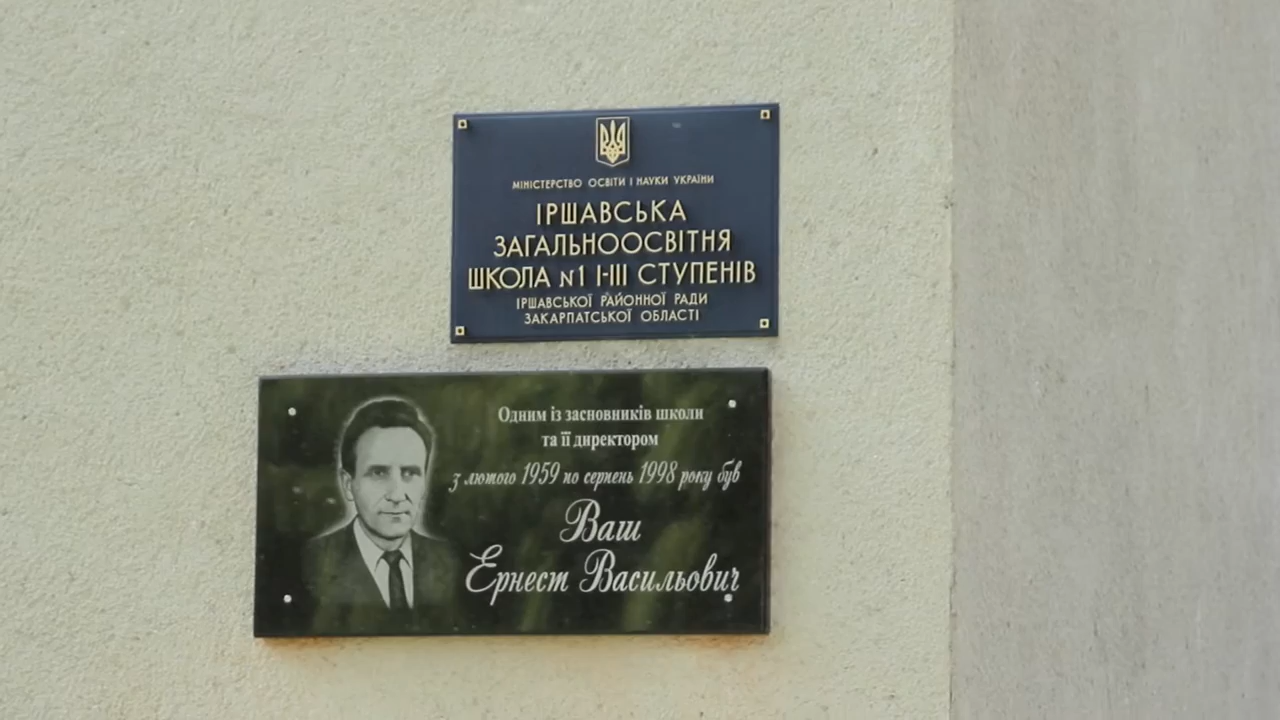 МІНІСТЕРСТВО ОСВІТИ І НАУКИ УКРАЇНИ
ІРШАВСЬКА
ЗАГАЛЬНООСВІТНЯ
ШКОЛА №1 І-ІІІ СТУПЕНІВ
ІРШАВСЬКОЇ РАЙОННОЇ РАДИ
ЗАКАРПАТСЬКОЇ ОБЛАСТІ
Одним із засновників школи
та її директором
з лютого 1959 по серпень 1998 року був
Ваш
Ернест Васильович